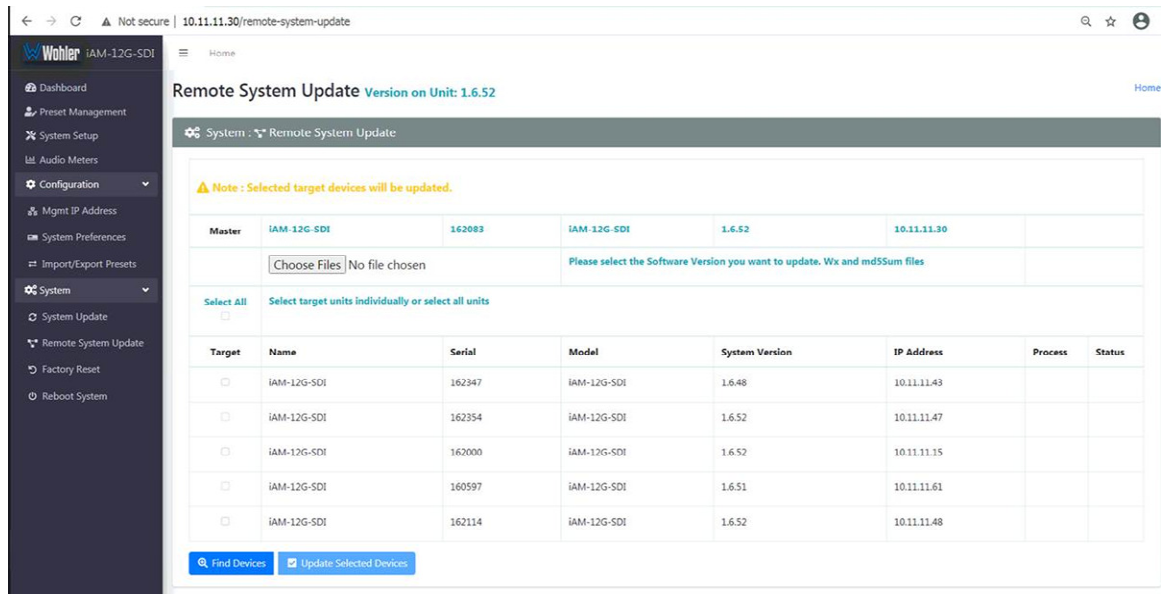 Not secure | 10.11.11.30/remote-system-update
Wohler iAM-12G-SDI
Home
Dashboard
Preset Management
System Setup
Audio Meters
Configuration
Mgmt IP Address
System Preferences
Import/Export Presets
System
System Update
Remote System Update
Factory Reset
Reboot System
Remote System Update Version on Unit: 1.6.52
Home
System : Remote System Update
Note : Selected target devices will be updated.
Master iAM-12G-SDI 162083 iAM-12G-SDI 1.6.52 10.11.11.30
Choose Files No file chosen Please select the Software Version you want to update. Wx and md5Sum files
Select All Select target units individually or select all units
Target Name Serial Model System Version IP Address Process Status
iAM-12G-SDI 162347 iAM-12G-SDI 1.6.48 10.11.11.43
iAM-12G-SDI 162354 iAM-12G-SDI 1.6.52 10.11.11.47
iAM-12G-SDI 162000 iAM-12G-SDI 1.6.52 10.11.11.15
iAM-12G-SDI 160597 iAM-12G-SDI 1.6.51 10.11.11.61
iAM-12G-SDI 162114 iAM-12G-SDI 1.6.52 10.11.11.48
Find Devices Update Selected Devices